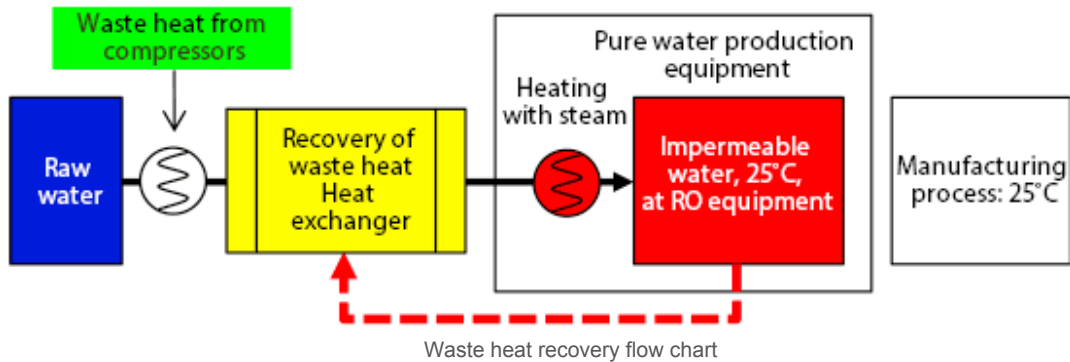 Waste heat from
compressors
Pure water production
equipment
Heating
with steam
Raw
water
Recovery of
waste heat
Heat
exchanger
Impermeable
water, 25°C,
at RO equipment
Manufacturing
process: 25°C
Waste heat recovery flow chart